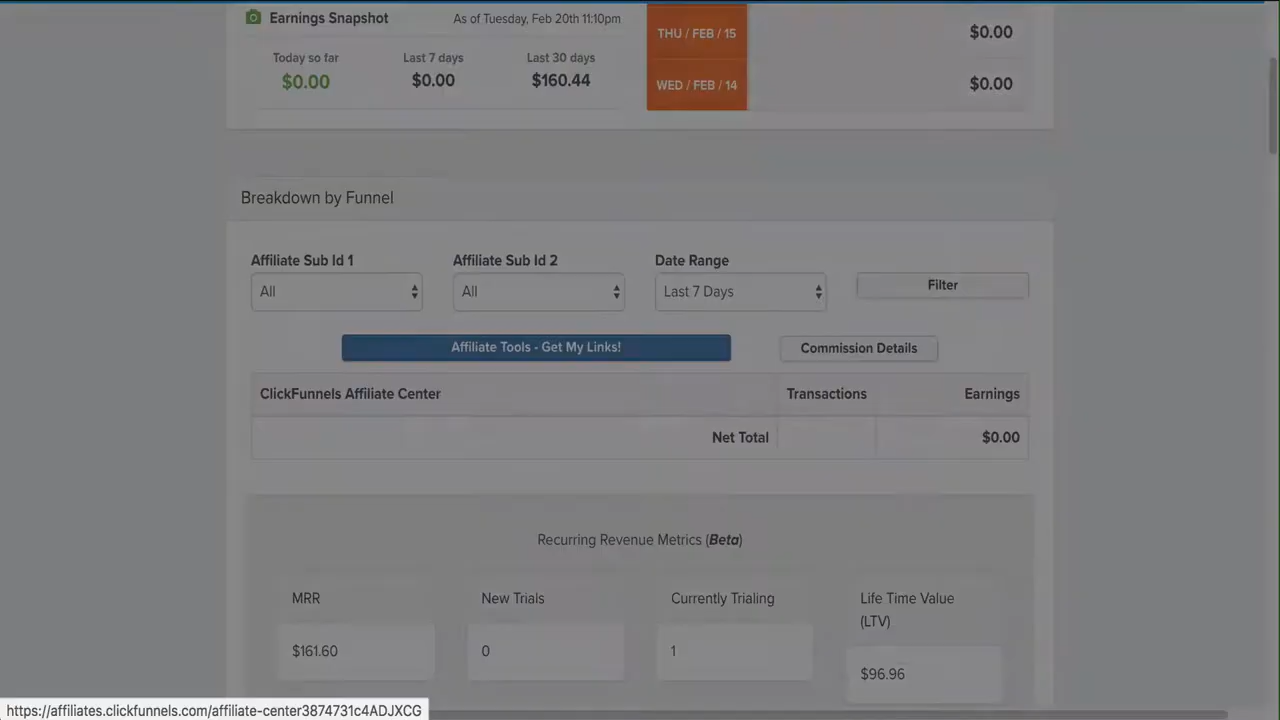 Earnings Snapshot As of Tuesday, Feb 20th 11:10pm
Today so far Last 7 days Last 30 days
$0.00 $0.00 $160.44
THU / FEB / 15 $0.00
WED / FEB / 14 $0.00
Breakdown by Funnel
Affiliate Sub Id 1 Affiliate Sub Id 2 Date Range
All All Last 7 Days Filter
Affiliate Tools - Get My Links! Commission Details
ClickFunnels Affiliate Center Transactions Earnings
Net Total $0.00
Recurring Revenue Metrics (Beta)
MRR New Trials Currently Trialing Life Time Value
(LTV)
$161.60 0 1
$96.96
https://affiliates.clickfunnels.com/affiliate-center3874731c4ADJXCG